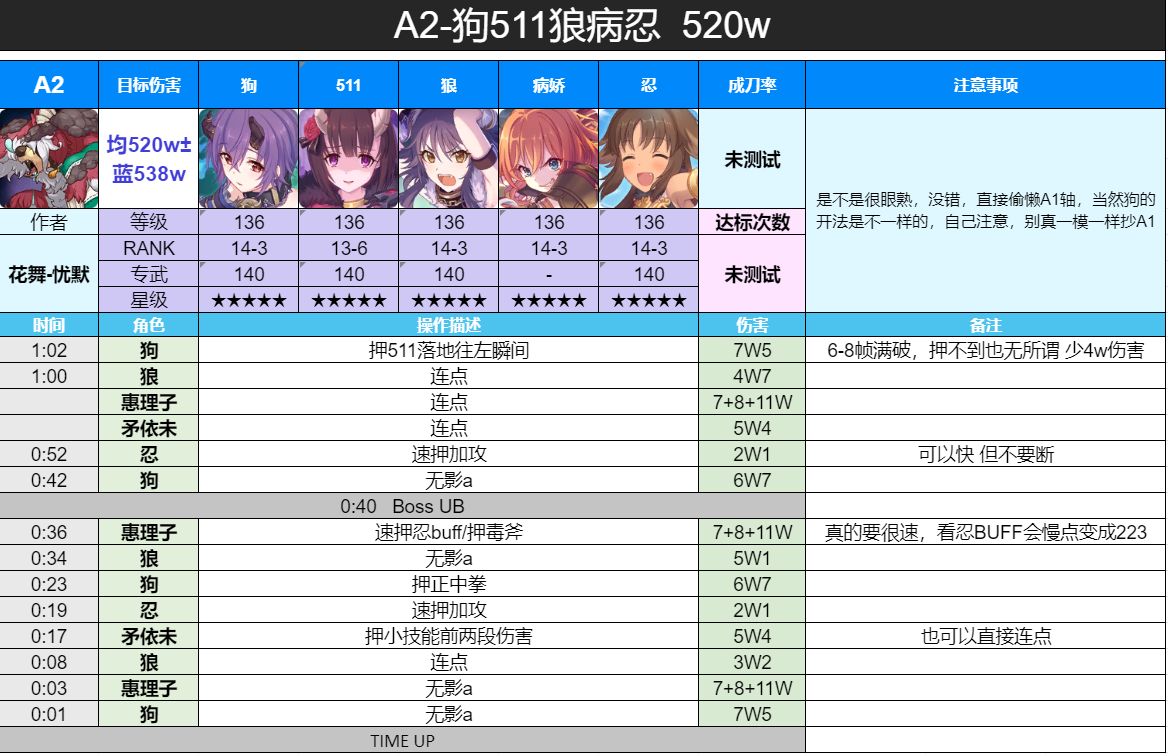 A2-狗511狼病忍 520w
A2 目标伤害 狗 511 狼 病娇 忍 成刀率 注意事项
均520w±
蓝538w
未测试
是不是很眼熟，没错，直接偷懒A1轴，当然狗的
开法是不一样的，自己注意，别真一模一样抄A1
作者 等级 136 136 136 136 136 达标次数
花舞-忧默 RANK 14-3 13-6 14-3 14-3 14-3 未测试
专武 140 140 140 - 140
星级 ★★★★★ ★★★★★ ★★★★★ ★★★★★ ★★★★★
时间 角色 操作描述 伤害 备注
1:02 狗 押511落地往左瞬间 7W5 6-8帧满破，押不到也无所谓 少4w伤害
1:00 狼 连点 4W7
惠理子 连点 7+8+11W
矛依未 连点 5W4
0:52 忍 速押加攻 2W1 可以快 但不要断
0:42 狗 无影a 6W7
0:40 Boss UB
0:36 惠理子 速押忍buff/押毒斧 7+8+11W 真的要很速，看忍BUFF会慢点变成223
0:34 狼 无影a 5W1
0:23 狗 押正中拳 6W7
0:19 忍 速押加攻 2W1
0:17 矛依未 押小技能前两段伤害 5W4 也可以直接连点
0:08 狼 连点 3W2
0:03 惠理子 无影a 7+8+11W
0:01 狗 无影a 7W5
TIME UP